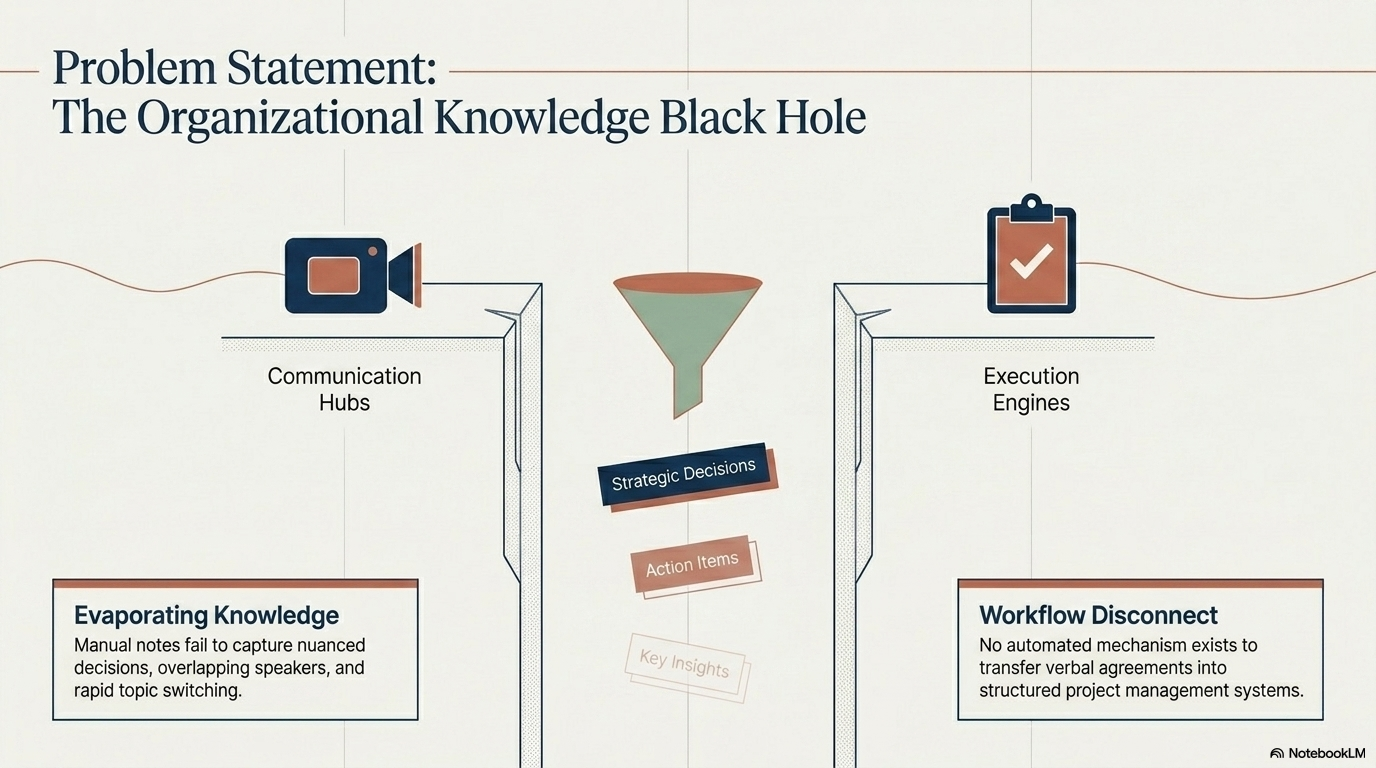 Problem Statement:
The Organizational Knowledge Black Hole
Communication
Hubs
Execution
Engines
Strategic Decisions
Action Items
Key Insights
Evaporating Knowledge
Manual notes fail to capture nuanced
decisions, overlapping speakers, and
rapid topic switching.
Workflow Disconnect
No automated mechanism exists to
transfer verbal agreements into
structured project management systems.
NotebookLM